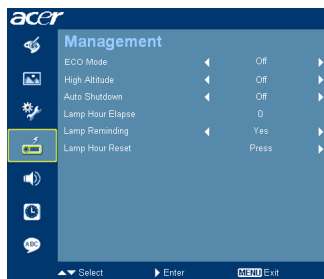 acer
Management
ECO Mode Off
High Altitude Off
Auto Shutdown Off
Lamp Hour Elapse 0
Lamp Reminding Yes
Lamp Hour Reset Press
ABC
Select Enter MENU Exit